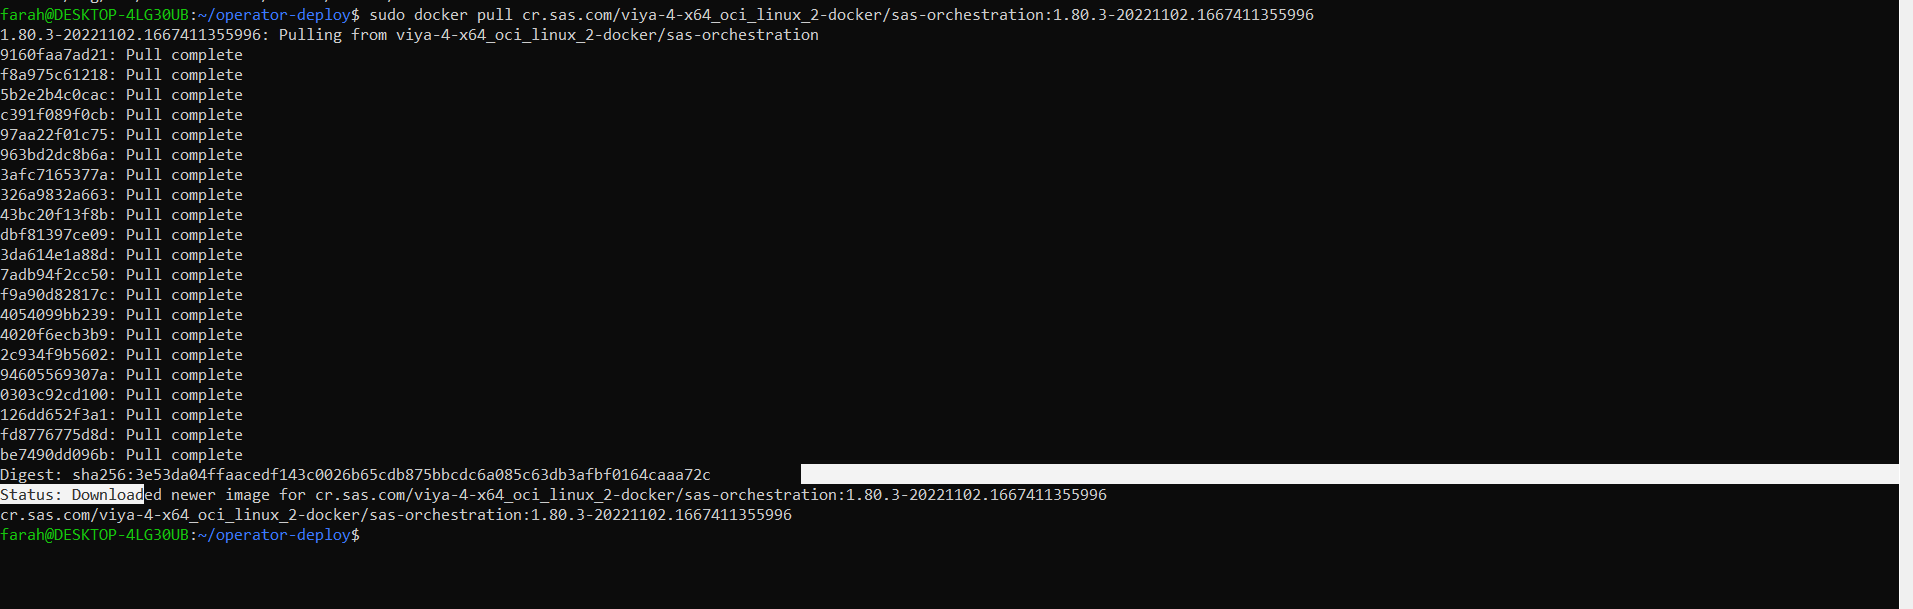 farah@DESKTOP-4LG30UB:~/operator-deploy$ sudo docker pull cr.sas.com/viya-4-x64_oci_linux_2-docker/sas-orchestration:1.80.3-20221102.1667411355996
1.80.3-20221102.1667411355996: Pulling from viya-4-x64_oci_linux_2-docker/sas-orchestration
9160faa7ad21: Pull complete
f8a975c61218: Pull complete
5b2e2b4c0cac: Pull complete
c391f089f0cb: Pull complete
97aa22f01c75: Pull complete
963bd2dc8b6a: Pull complete
3afc7165377a: Pull complete
326a9832a663: Pull complete
43bc20f13f8b: Pull complete
dbf81397ce09: Pull complete
3da614e1a88d: Pull complete
7adb94f2cc50: Pull complete
f9a90d82817c: Pull complete
4054099bb239: Pull complete
4020f6ecb3b9: Pull complete
2c934f9b5602: Pull complete
94605569307a: Pull complete
0303c92cd100: Pull complete
126dd652f3a1: Pull complete
fd8776775d8d: Pull complete
be7490dd096b: Pull complete
Digest: sha256:3e53da04ffaacedf143c0026b65cdb875bbcdc6a085c63db3afbf0164caaa72c
Status: Downloaded newer image for cr.sas.com/viya-4-x64_oci_linux_2-docker/sas-orchestration:1.80.3-20221102.1667411355996
cr.sas.com/viya-4-x64_oci_linux_2-docker/sas-orchestration:1.80.3-20221102.1667411355996
farah@DESKTOP-4LG30UB:~/operator-deploy$